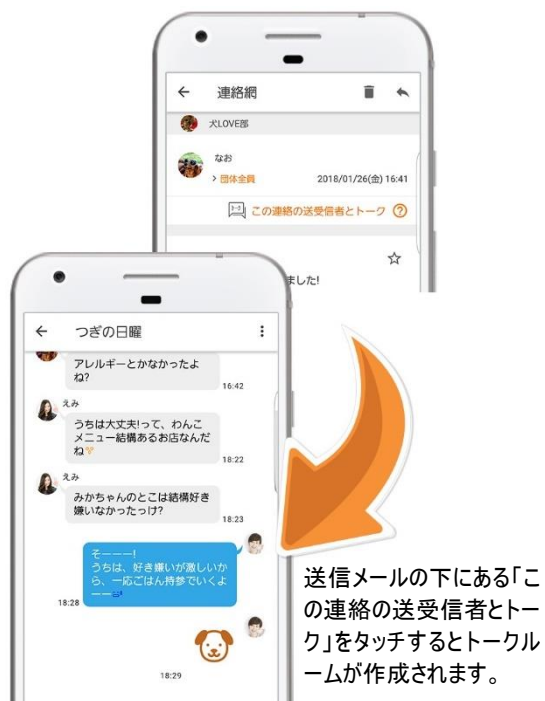 連絡網
犬LOVE部
なお
> 団体全員 2018/01/26(金) 16:41
この連絡の送受信者とトーク ?
ました!
つぎの日曜
アレルギーとかなかったよ
ね?
16:42
えみ
うちは大丈夫!って、わんこ
メニュー結構あるお店なんだ
ね
18:22
えみ
みかちゃんのとこは結構好き
嫌いなかったっけ?
18:23
そーーー!
うちは、好き嫌いが激しいか
ら、一応ごはん持参でいくよ
ーー
18:28
18:29
送信メールの下にある「こ
の連絡の送受信者とトー
ク」をタッチするとトークル
ームが作成されます。